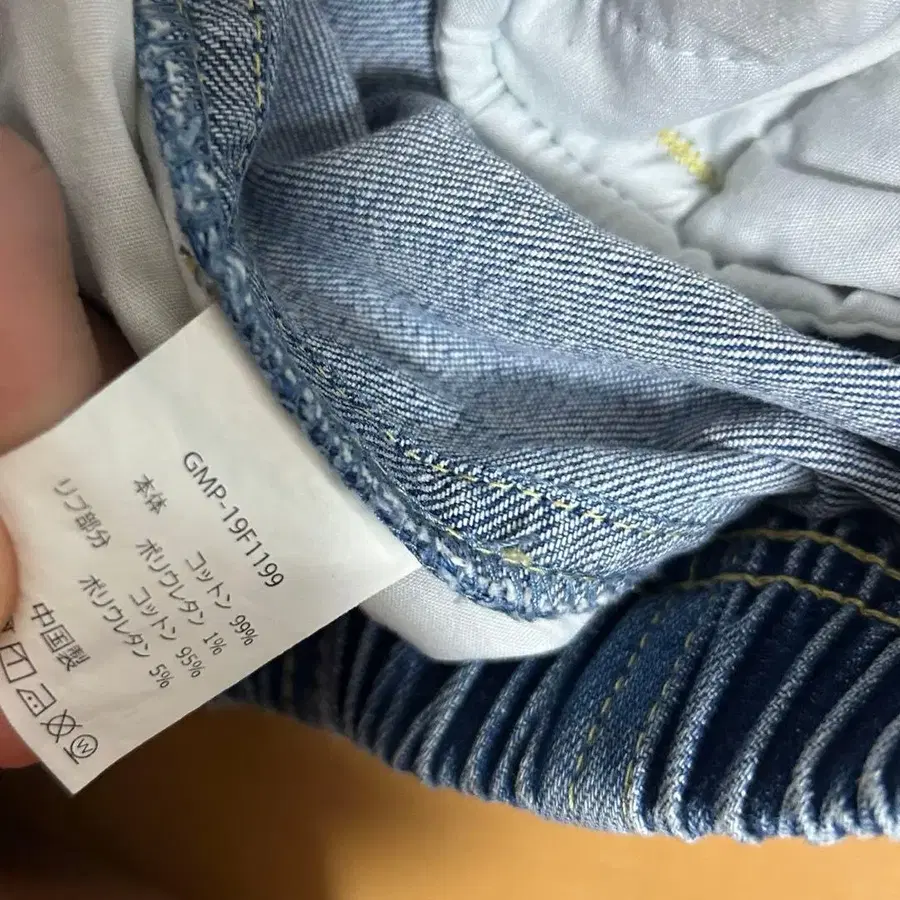 GMP-19F1199
本体 コットン 99%
ポリウレタン 1%
リブ部分 コットン 95%
ポリウレタン 5%
中国製
W